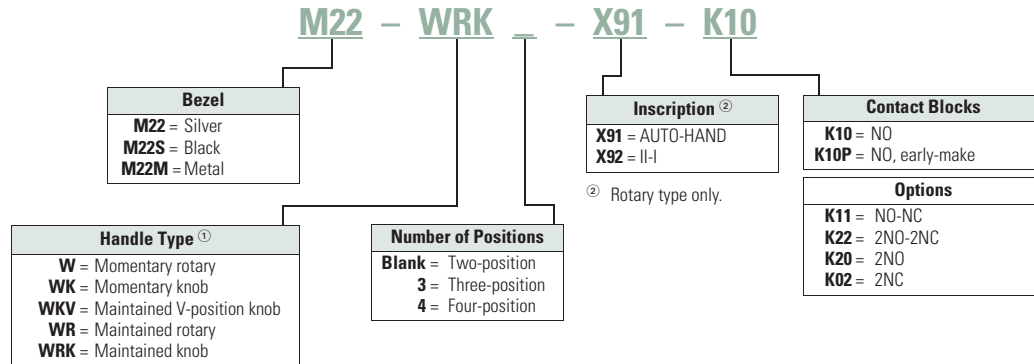 M22 – WRK _ – X91 – K10
Bezel
M22 = Silver
M22S = Black
M22M = Metal
Inscription ②
X91 = AUTO-HAND
X92 = II-I
② Rotary type only.
Contact Blocks
K10 = NO
K10P = NO, early-make
Options
K11 = NO-NC
K22 = 2NO-2NC
K20 = 2NO
K02 = 2NC
Handle Type ①
W = Momentary rotary
WK = Momentary knob
WKV = Maintained V-position knob
WR = Maintained rotary
WRK = Maintained knob
Number of Positions
Blank = Two-position
3 = Three-position
4 = Four-position